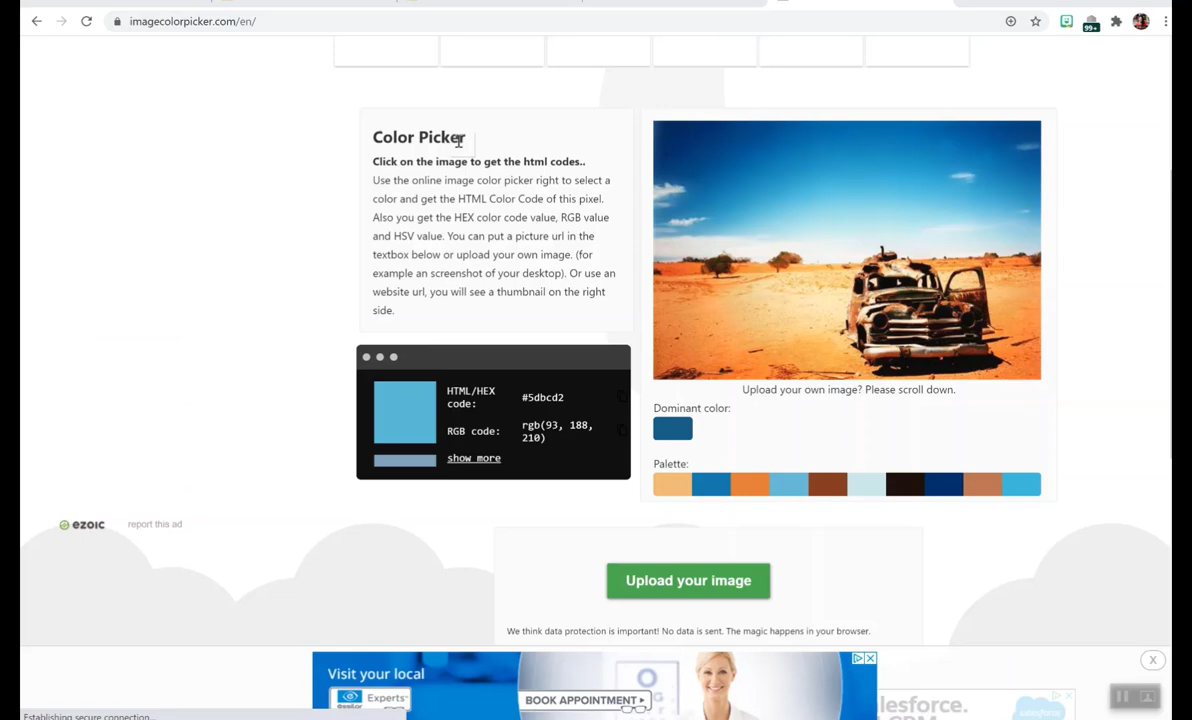 imagecolorpicker.com/en/
99+
Color Picker
Click on the image to get the html codes..
Use the online image color picker right to select a
color and get the HTML Color Code of this pixel.
Also you get the HEX color code value, RGB value
and HSV value. You can put a picture url in the
textbox below or upload your own image. (for
example an screenshot of your desktop). Or use an
website url, you will see a thumbnail on the right
side.
HTML/HEX
code:
#5dbcd2
RGB code:
rgb(93, 188,
210)
show more
Upload your own image? Please scroll down.
Dominant color:
Palette:
ezoic
report this ad
Upload your image
We think data protection is important! No data is sent. The magic happens in your browser.
X
Visit your local
Experts
essilor
BOOK APPOINTMENT
salesforce.
CRM
salesforce
Establishing secure connection...